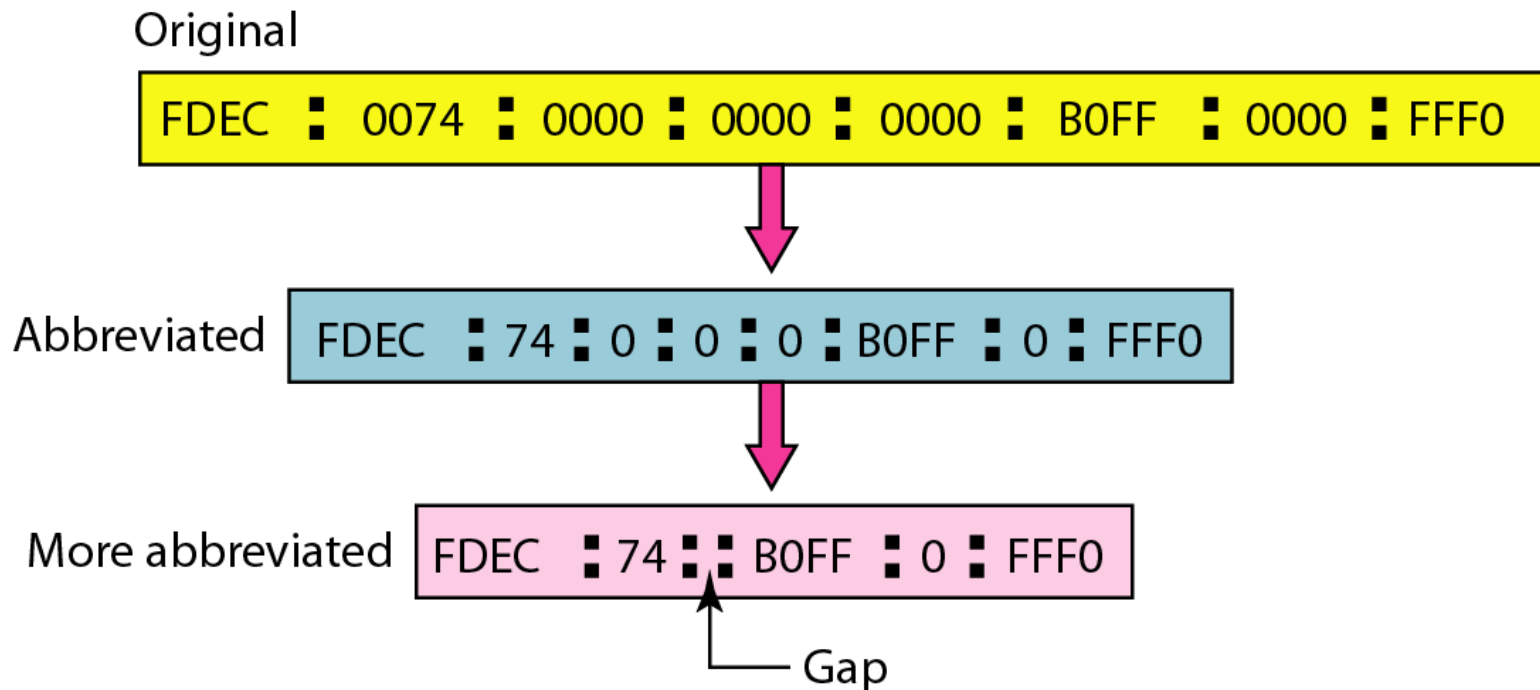 Original
FDEC : 0074 : 0000 : 0000 : 0000 : B0FF : 0000 : FFF0
Abbreviated
FDEC : 74 : 0 : 0 : 0 : B0FF : 0 : FFF0
More abbreviated
FDEC : 74 : : B0FF : 0 : FFF0
Gap